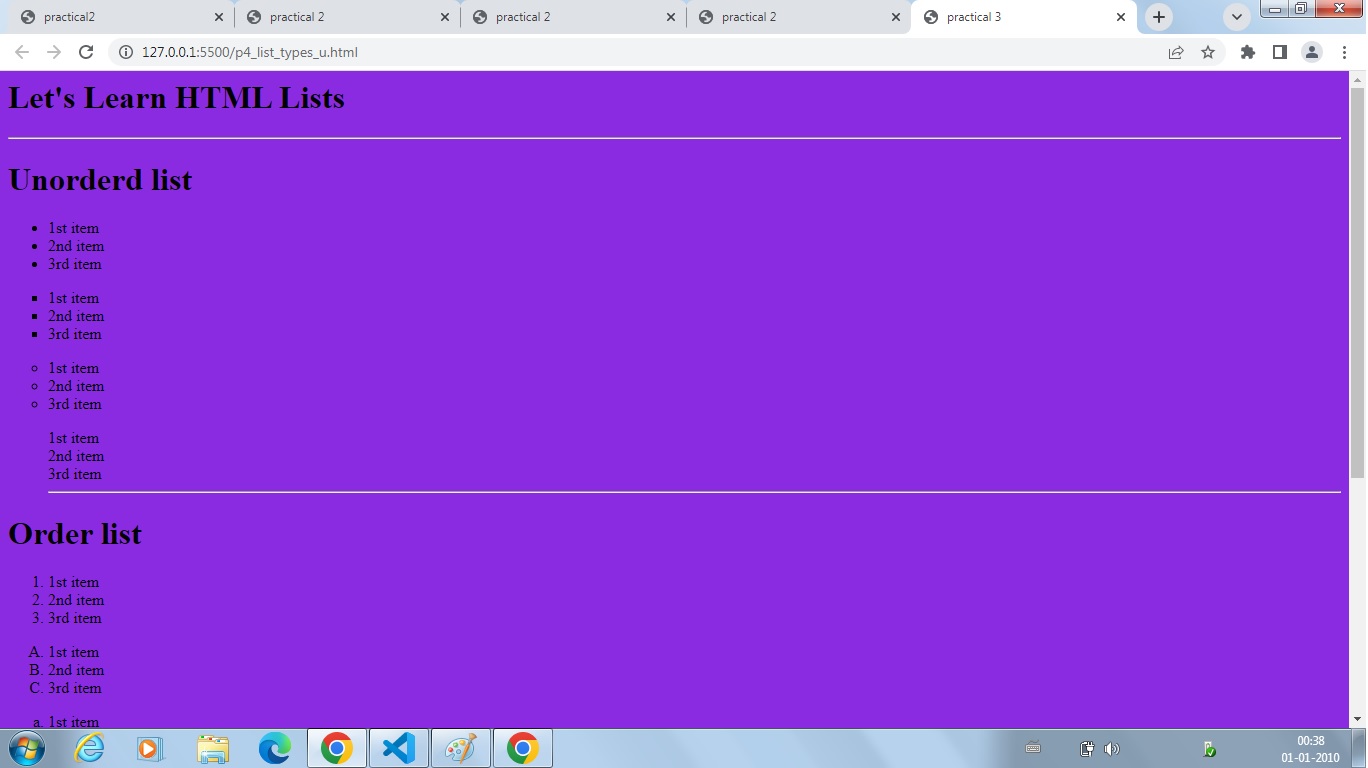 practical2
practical 2
practical 2
practical 2
practical 3
127.0.0.1:5500/p4_list_types_u.html
Let's Learn HTML Lists
Unorderd list
• 1st item
• 2nd item
• 3rd item
▪ 1st item
▪ 2nd item
▪ 3rd item
◦ 1st item
◦ 2nd item
◦ 3rd item
1st item
2nd item
3rd item
Order list
1. 1st item
2. 2nd item
3. 3rd item
A. 1st item
B. 2nd item
C. 3rd item
a. 1st item
00:38
01-01-2010